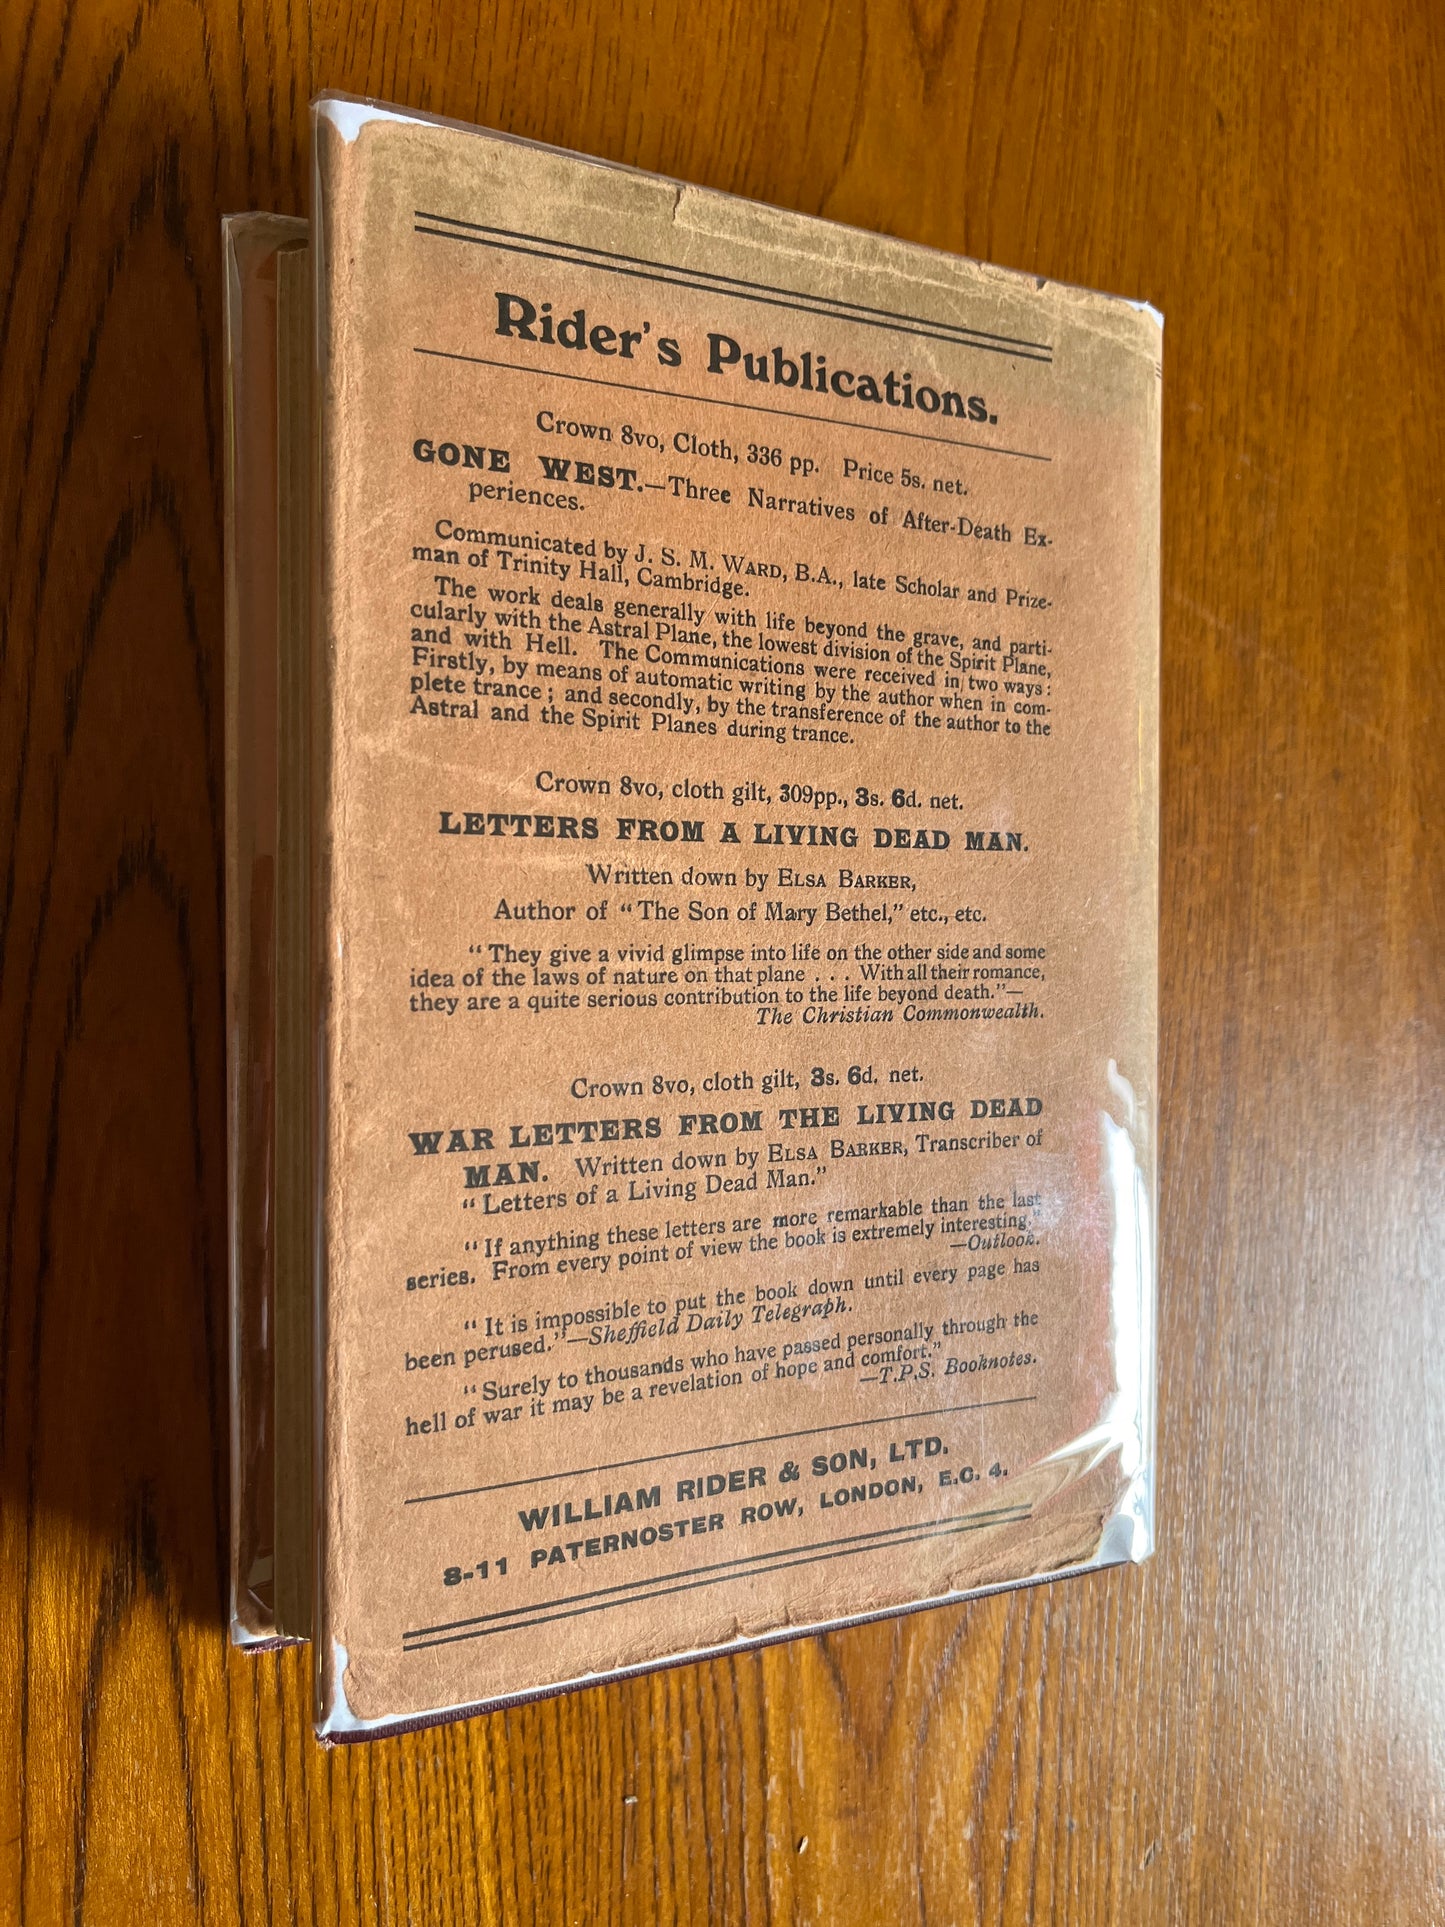 Rider's Publications.
Crown 8vo, Cloth, 336 pp. Price 5s. net.
GONE WEST.—Three Narratives of After-Death Ex-
periences.
Communicated by J. S. M. WARD, B.A., late Scholar and Prize-
man of Trinity Hall, Cambridge.
The work deals generally with life beyond the grave, and parti-
cularly with the Astral Plane, the lowest division of the Spirit Plane,
and with Hell. The Communications were received in two ways:
Firstly, by means of automatic writing by the author when in com-
plete trance; and secondly, by the transference of the author to the
Astral and the Spirit Planes during trance.
Crown 8vo, cloth gilt, 309pp., 3s. 6d. net.
LETTERS FROM A LIVING DEAD MAN.
Written down by ELSA BARKER,
Author of "The Son of Mary Bethel," etc., etc.
"They give a vivid glimpse into life on the other side and some
idea of the laws of nature on that plane . . . With all their romance,
they are a quite serious contribution to the life beyond death."—
The Christian Commonwealth.
Crown 8vo, cloth gilt, 3s. 6d. net.
WAR LETTERS FROM THE LIVING DEAD
MAN. Written down by ELSA BARKER, Transcriber of
"Letters of a Living Dead Man."
"If anything these letters are more remarkable than the last
series. From every point of view the book is extremely interesting."
—Outlook.
"It is impossible to put the book down until every page has
been perused."—Sheffield Daily Telegraph.
"Surely to thousands who have passed personally through the
hell of war it may be a revelation of hope and comfort."
—T.P.S. Booknotes.
WILLIAM RIDER & SON, LTD.
8-11 PATERNOSTER ROW, LONDON, E.C. 4.